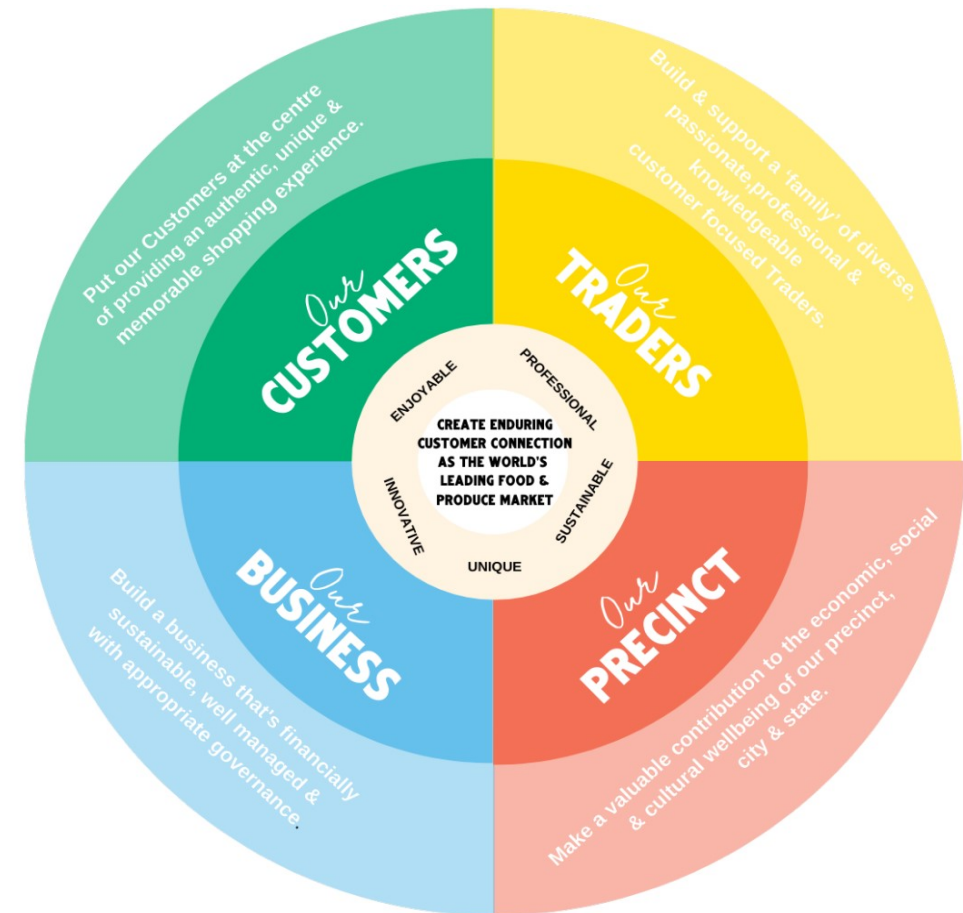 Put our Customers at the centre
of providing an authentic, unique &
memorable shopping experience.
Our
CUSTOMERS
Build & support a ‘family’ of diverse,
passionate,professional &
knowledgeable
customer focused Traders.
Our
TRADERS
ENJOYABLE
PROFESSIONAL
SUSTAINABLE
UNIQUE
INNOVATIVE
CREATE ENDURING
CUSTOMER CONNECTION
AS THE WORLD'S
LEADING FOOD &
PRODUCE MARKET
Our
BUSINESS
Build a business that's financially
sustainable, well managed &
with appropriate governance.
Our
PRECINCT
Make a valuable contribution to the economic, social
& cultural wellbeing of our precinct,
city & state.